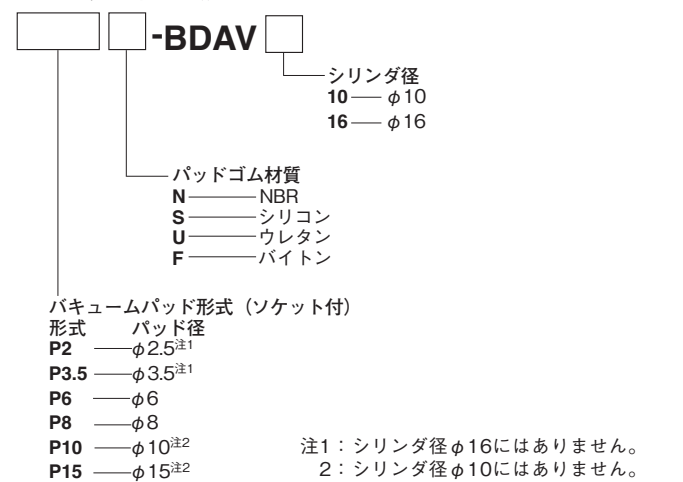 -BDAV
シリンダ径
10 φ10
16 φ16
パッドゴム材質
N NBR
S シリコン
U ウレタン
F バイトン
バキュームパッド形式（ソケット付）
形式 パッド径
P2 φ2.5注1
P3.5 φ3.5注1
P6 φ6
P8 φ8
P10 φ10注2
P15 φ15注2
注1：シリンダ径φ16にはありません。
2：シリンダ径φ10にはありません。